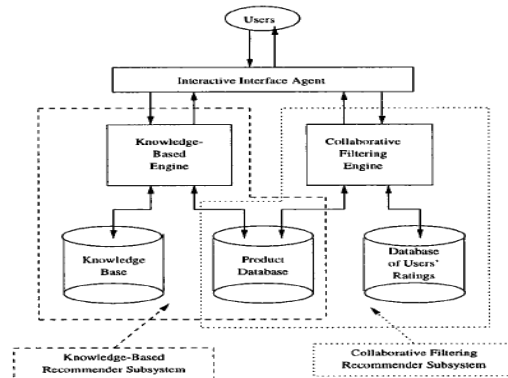 Users
Interactive Interface Agent
Knowledge-
Based
Engine
Collaborative
Filtering
Engine
Knowledge
Base
Product
Database
Database
of Users'
Ratings
Knowledge-Based
Recommender Subsystem
Collaborative Filtering
Recommender Subsystem